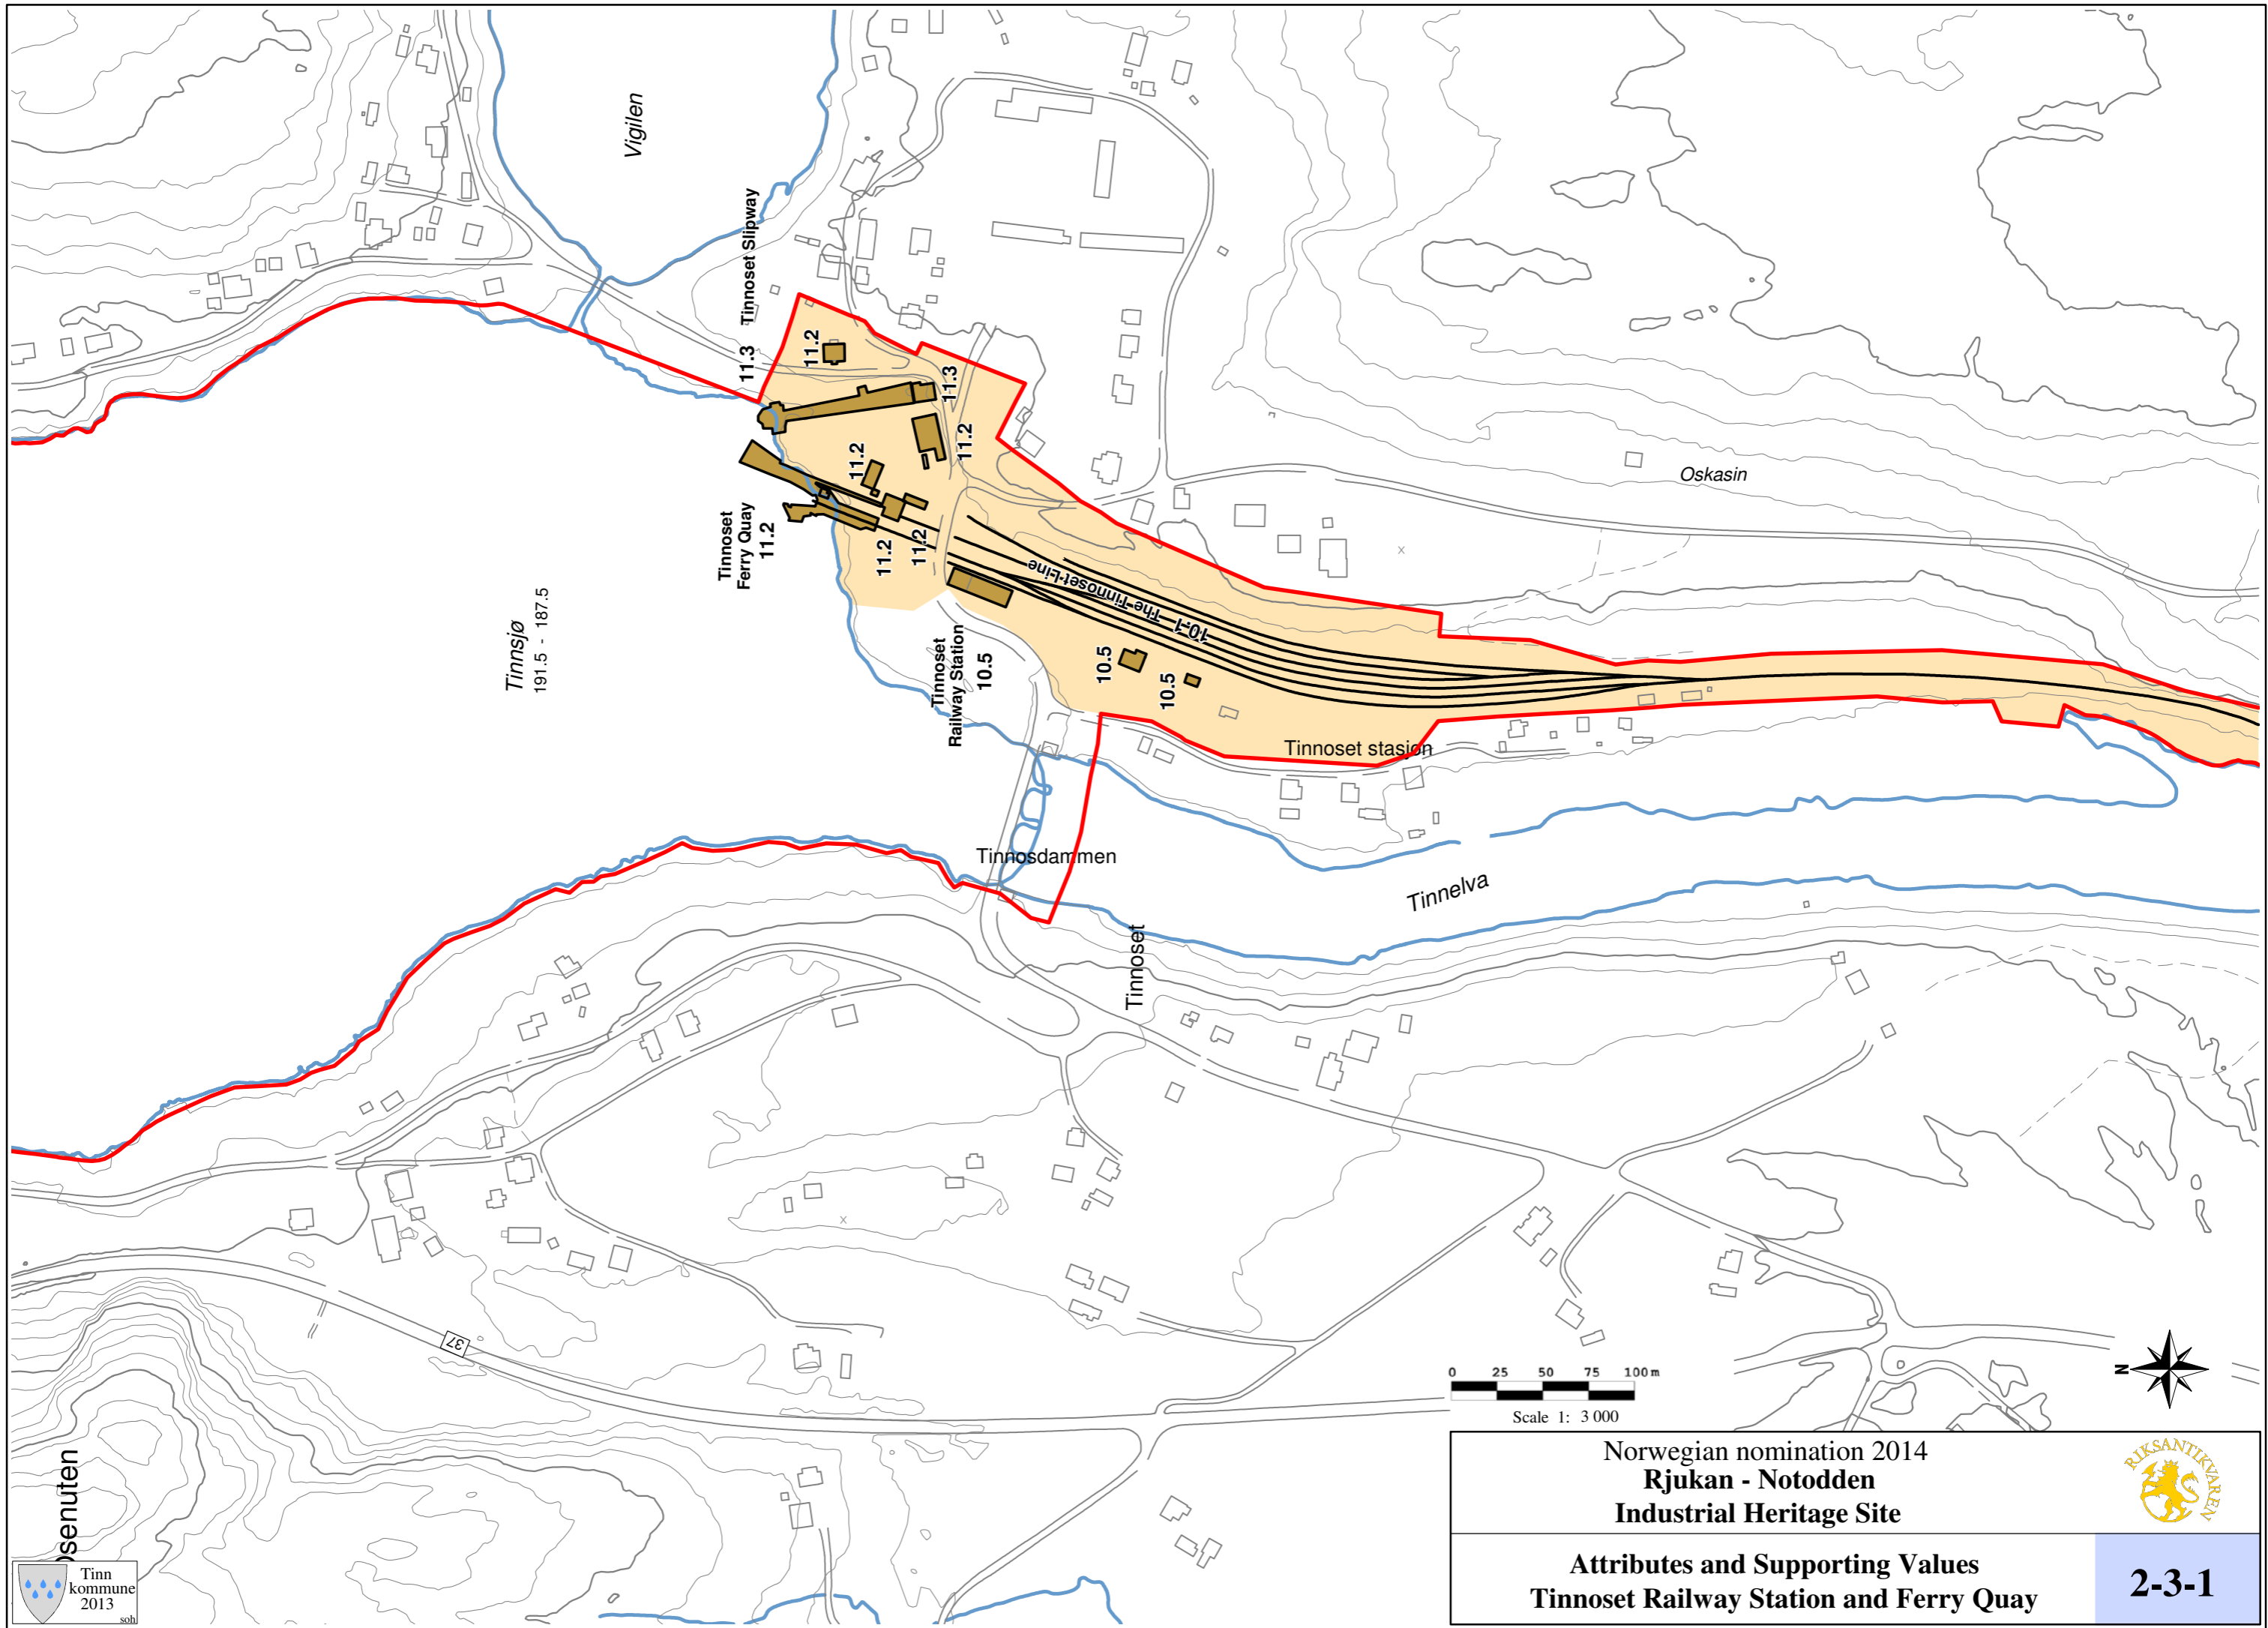 Vigilen
Tinnoset Slipway
11.3
11.2
11.3
11.2
11.2
Tinnoset
Ferry Quay
11.2
11.2
11.2
Oskasin
10.1 The Tinnoset Line
Tinnsjø
191.5 - 187.5
Tinnoset
Railway Station
10.5
10.5
10.5
Tinnoset stasjon
Tinnosdammen
Tinnelva
Tinnoset
37
x
x
N
0 25 50 75 100 m
Scale 1: 3 000
Norwegian nomination 2014
Rjukan - Notodden
Industrial Heritage Site
RIKSANTIKVAREN
Attributes and Supporting Values
Tinnoset Railway Station and Ferry Quay
2-3-1
osenuten
Tinn
kommune
2013
soh